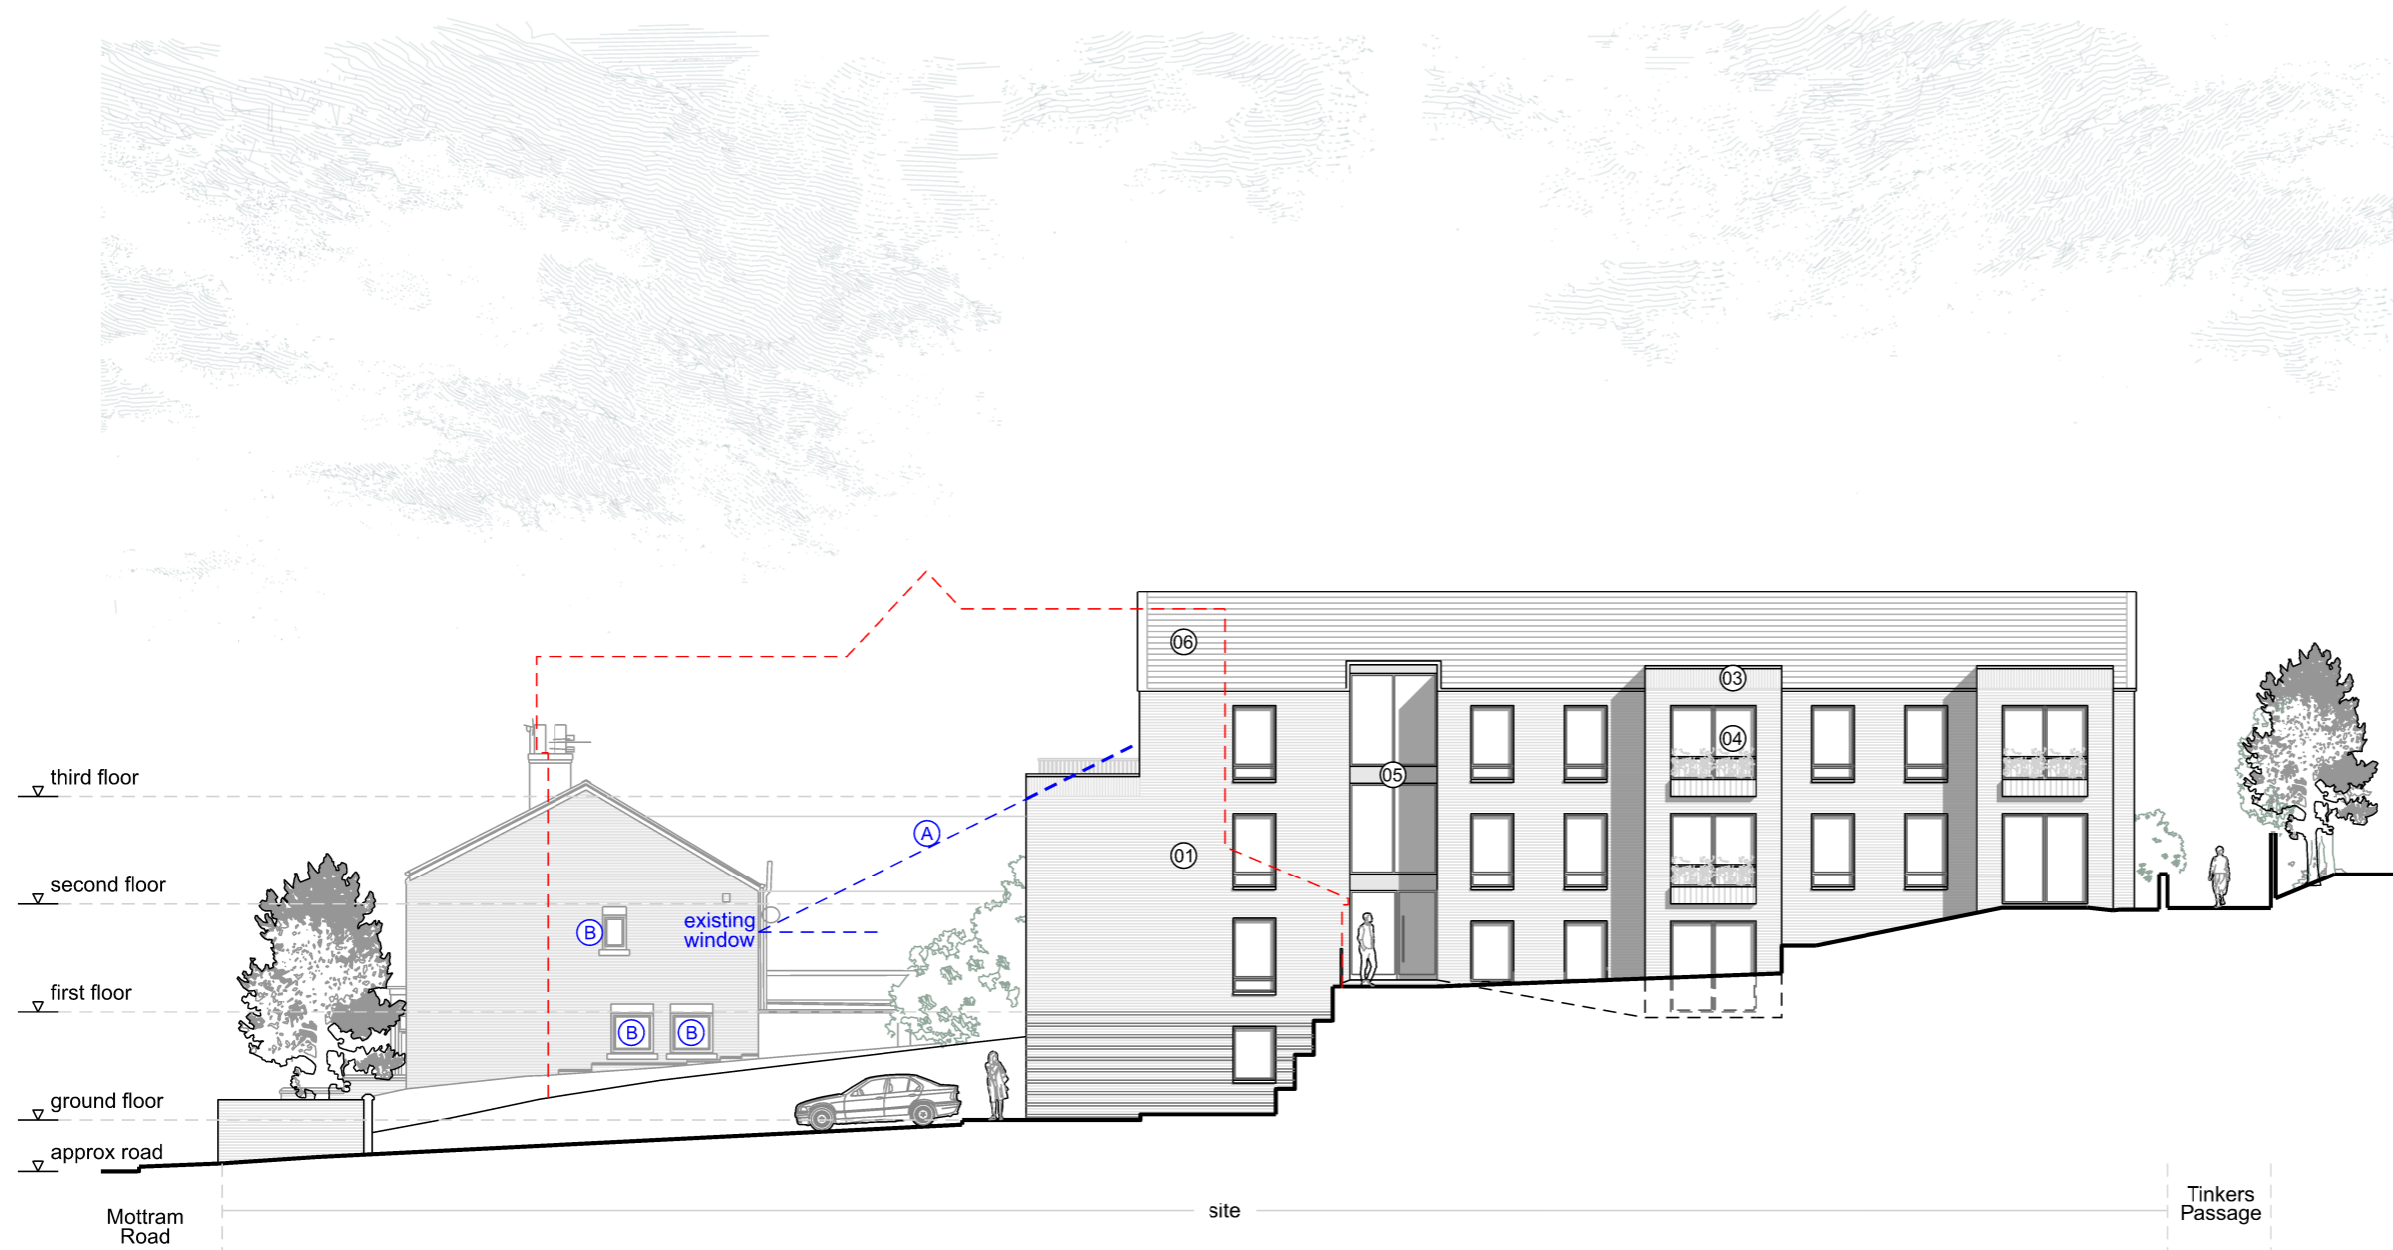 06
03
04
third floor
05
A
01
second floor
existing
window
B
first floor
B
B
ground floor
approx road
Mottram
Road
site
Tinkers
Passage